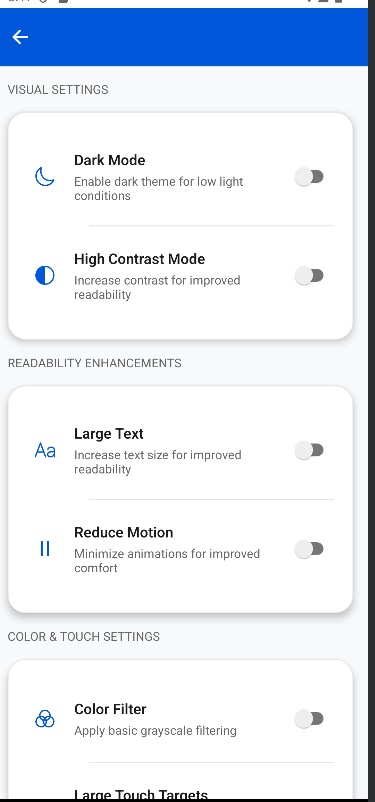 VISUAL SETTINGS
Dark Mode
Enable dark theme for low light
conditions
High Contrast Mode
Increase contrast for improved
readability
READABILITY ENHANCEMENTS
Aa
Large Text
Increase text size for improved
readability
Reduce Motion
Minimize animations for improved
comfort
COLOR & TOUCH SETTINGS
Color Filter
Apply basic grayscale filtering
Large Touch Targets